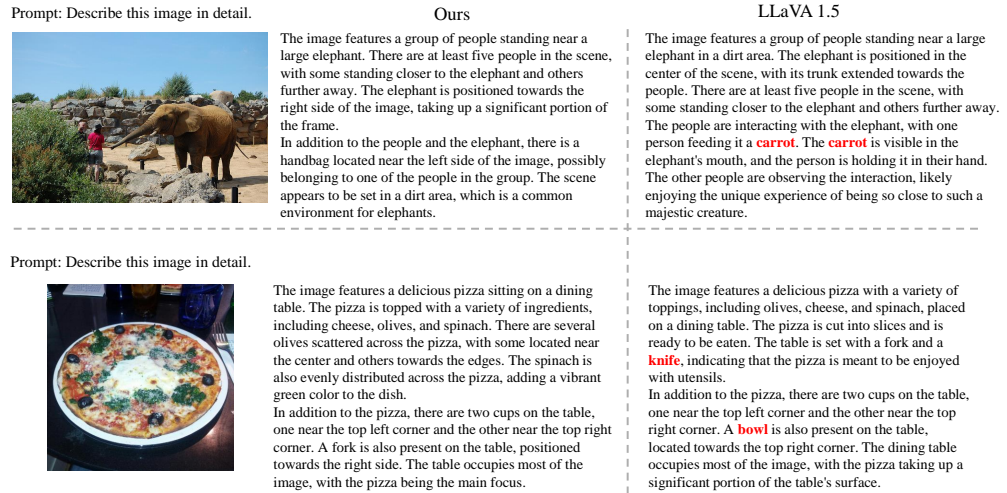 Prompt: Describe this image in detail.
Ours
LLaVA 1.5
The image features a group of people standing near a
large elephant. There are at least five people in the scene,
with some standing closer to the elephant and others
further away. The elephant is positioned towards the
right side of the image, taking up a significant portion of
the frame.
In addition to the people and the elephant, there is a
handbag located near the left side of the image, possibly
belonging to one of the people in the group. The scene
appears to be set in a dirt area, which is a common
environment for elephants.
The image features a group of people standing near a large
elephant in a dirt area. The elephant is positioned in the
center of the scene, with its trunk extended towards the
people. There are at least five people in the scene, with
some standing closer to the elephant and others further away.
The people are interacting with the elephant, with one
person feeding it a carrot. The carrot is visible in the
elephant's mouth, and the person is holding it in their hand.
The other people are observing the interaction, likely
enjoying the unique experience of being so close to such a
majestic creature.
Prompt: Describe this image in detail.
The image features a delicious pizza sitting on a dining
table. The pizza is topped with a variety of ingredients,
including cheese, olives, and spinach. There are several
olives scattered across the pizza, with some located near
the center and others towards the edges. The spinach is
also evenly distributed across the pizza, adding a vibrant
green color to the dish.
In addition to the pizza, there are two cups on the table,
one near the top left corner and the other near the top right
corner. A fork is also present on the table, positioned
towards the right side. The table occupies most of the
image, with the pizza being the main focus.
The image features a delicious pizza with a variety of
toppings, including olives, cheese, and spinach, placed
on a dining table. The pizza is cut into slices and is
ready to be eaten. The table is set with a fork and a
knife, indicating that the pizza is meant to be enjoyed
with utensils.
In addition to the pizza, there are two cups on the table,
one near the top left corner and the other near the top
right corner. A bowl is also present on the table,
located towards the top right corner. The dining table
occupies most of the image, with the pizza taking up a
significant portion of the table's surface.